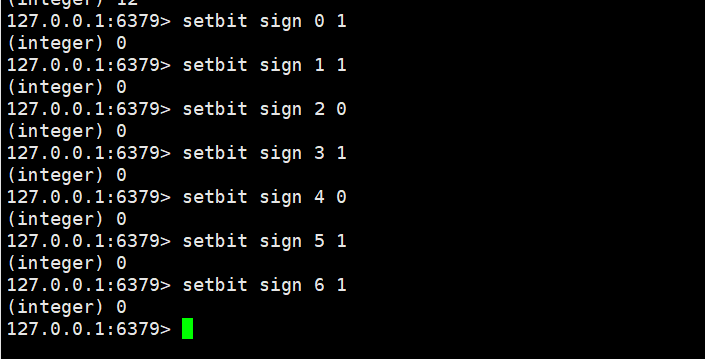 (integer) 12
127.0.0.1:6379> setbit sign 0 1
(integer) 0
127.0.0.1:6379> setbit sign 1 1
(integer) 0
127.0.0.1:6379> setbit sign 2 0
(integer) 0
127.0.0.1:6379> setbit sign 3 1
(integer) 0
127.0.0.1:6379> setbit sign 4 0
(integer) 0
127.0.0.1:6379> setbit sign 5 1
(integer) 0
127.0.0.1:6379> setbit sign 6 1
(integer) 0
127.0.0.1:6379>